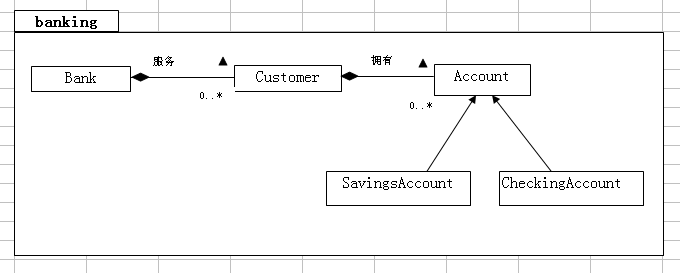 banking
服务 ▲ 拥有 ▲
Bank Customer Account
0..* 0..*
SavingsAccount CheckingAccount